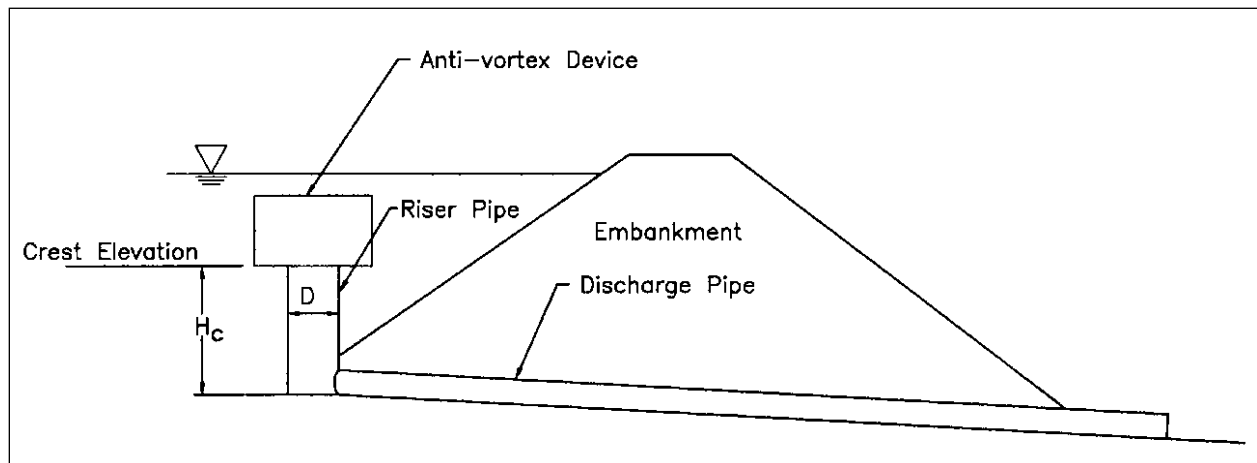 Anti-vortex Device
Riser Pipe
Crest Elevation
Embankment
D
Discharge Pipe
Hc